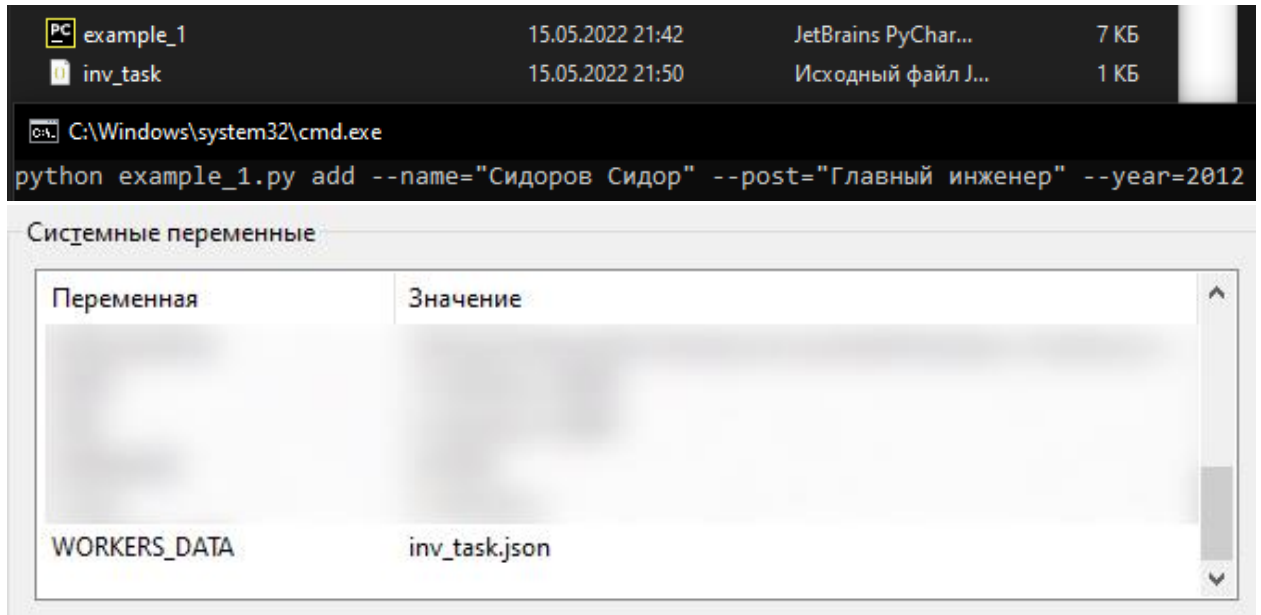 PC example_1 15.05.2022 21:42 JetBrains PyChar... 7 КБ
inv_task 15.05.2022 21:50 Исходный файл J... 1 КБ
C:\Windows\system32\cmd.exe
python example_1.py add --name="Сидоров Сидор" --post="Главный инженер" --year=2012
Системные переменные
Переменная Значение
WORKERS_DATA inv_task.json